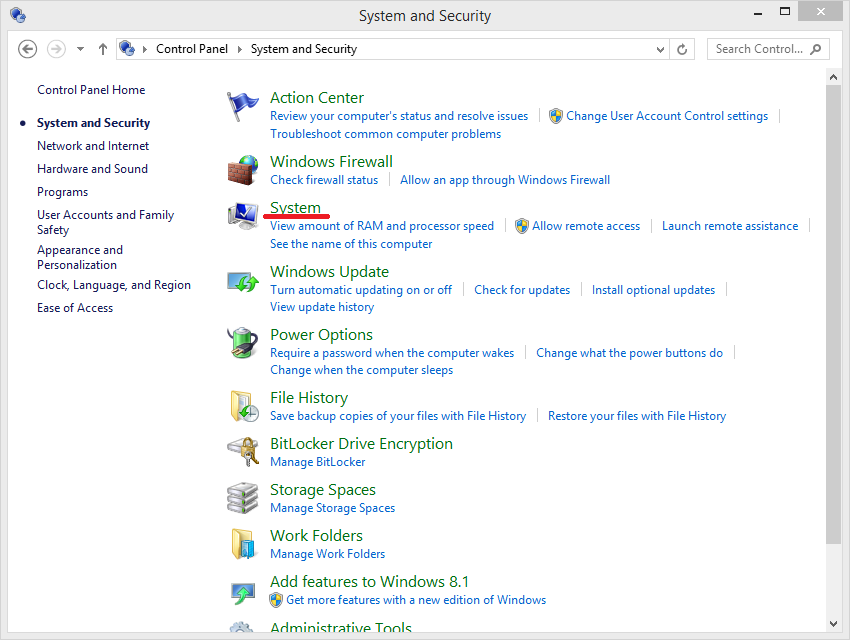 System and Security
Control Panel
System and Security
Search Control...
Control Panel Home
System and Security
Network and Internet
Hardware and Sound
Programs
User Accounts and Family
Safety
Appearance and
Personalization
Clock, Language, and Region
Ease of Access
Action Center
Review your computer's status and resolve issues
Change User Account Control settings
Troubleshoot common computer problems
Windows Firewall
Check firewall status
Allow an app through Windows Firewall
System
View amount of RAM and processor speed
Allow remote access
Launch remote assistance
See the name of this computer
Windows Update
Turn automatic updating on or off
Check for updates
Install optional updates
View update history
Power Options
Require a password when the computer wakes
Change what the power buttons do
Change when the computer sleeps
File History
Save backup copies of your files with File History
Restore your files with File History
BitLocker Drive Encryption
Manage BitLocker
Storage Spaces
Manage Storage Spaces
Work Folders
Manage Work Folders
Add features to Windows 8.1
Get more features with a new edition of Windows
Administrative Tools